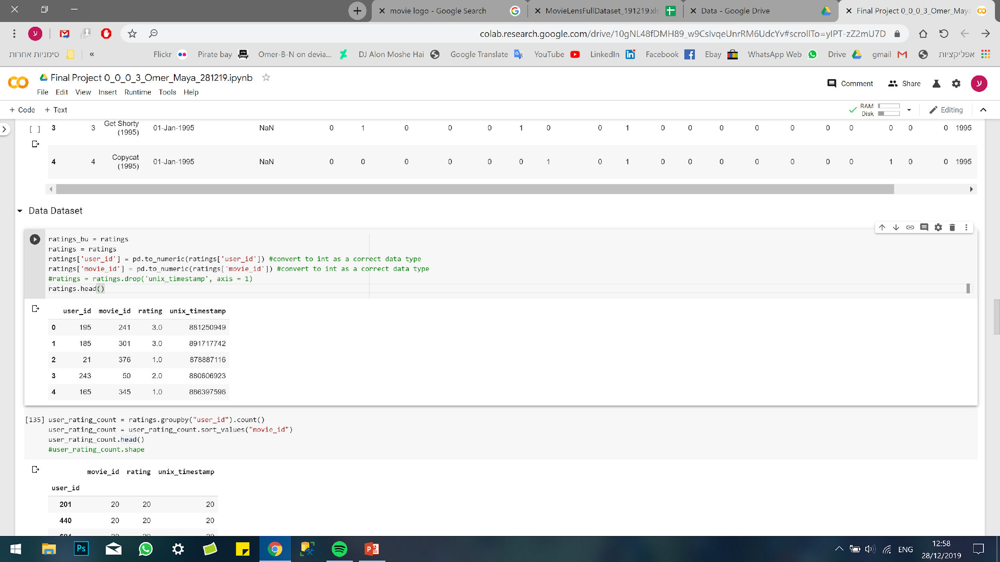 movie logo - Google Search
MovieLensFullDataset_191219.xls
Data - Google Drive
Final Project 0_0_0_3_Omer_Maya
colab.research.google.com/drive/10gNL48fDMH89_w9CsIvqeUnrRM6UdcYv#scrollTo=yIPT-zZ2mU7D
סימניות אחרות
«
Flickr
Pirate bay
Omer-B-N on devia...
DJ Alon Moshe Hai
Google Translate
YouTube
LinkedIn
Facebook
Ebay
WhatsApp Web
Drive
gmail
אפליקציות
Final Project 0_0_0_3_Omer_Maya_281219.ipynb
File Edit View Insert Runtime Tools Help
Comment
Share
ע
+ Code + Text
RAM
Disk
Editing
[ ] 3 3 Get Shorty (1995) 01-Jan-1995 NaN 0 1 0 0 0 1 0 0 1 0 0 0 0 0 0 0 0 0 0 1995
4 4 Copycat (1995) 01-Jan-1995 NaN 0 0 0 0 0 0 1 0 1 0 0 0 0 0 0 0 1 0 0 1995
Data Dataset
ratings_bu = ratings
ratings = ratings
ratings['user_id'] = pd.to_numeric(ratings['user_id']) #convert to int as a correct data type
ratings['movie_id'] = pd.to_numeric(ratings['movie_id']) #convert to int as a correct data type
#ratings = ratings.drop('unix_timestamp', axis = 1)
ratings.head()
user_id movie_id rating unix_timestamp
0 195 241 3.0 881250949
1 185 301 3.0 891717742
2 21 376 1.0 878887116
3 243 50 2.0 880606923
4 165 345 1.0 886397596
[135] user_rating_count = ratings.groupby("user_id").count()
user_rating_count = user_rating_count.sort_values("movie_id")
user_rating_count.head()
#user_rating_count.shape
movie_id rating unix_timestamp
user_id
201 20 20 20
440 20 20 20
Ps
ENG
12:58
28/12/2019